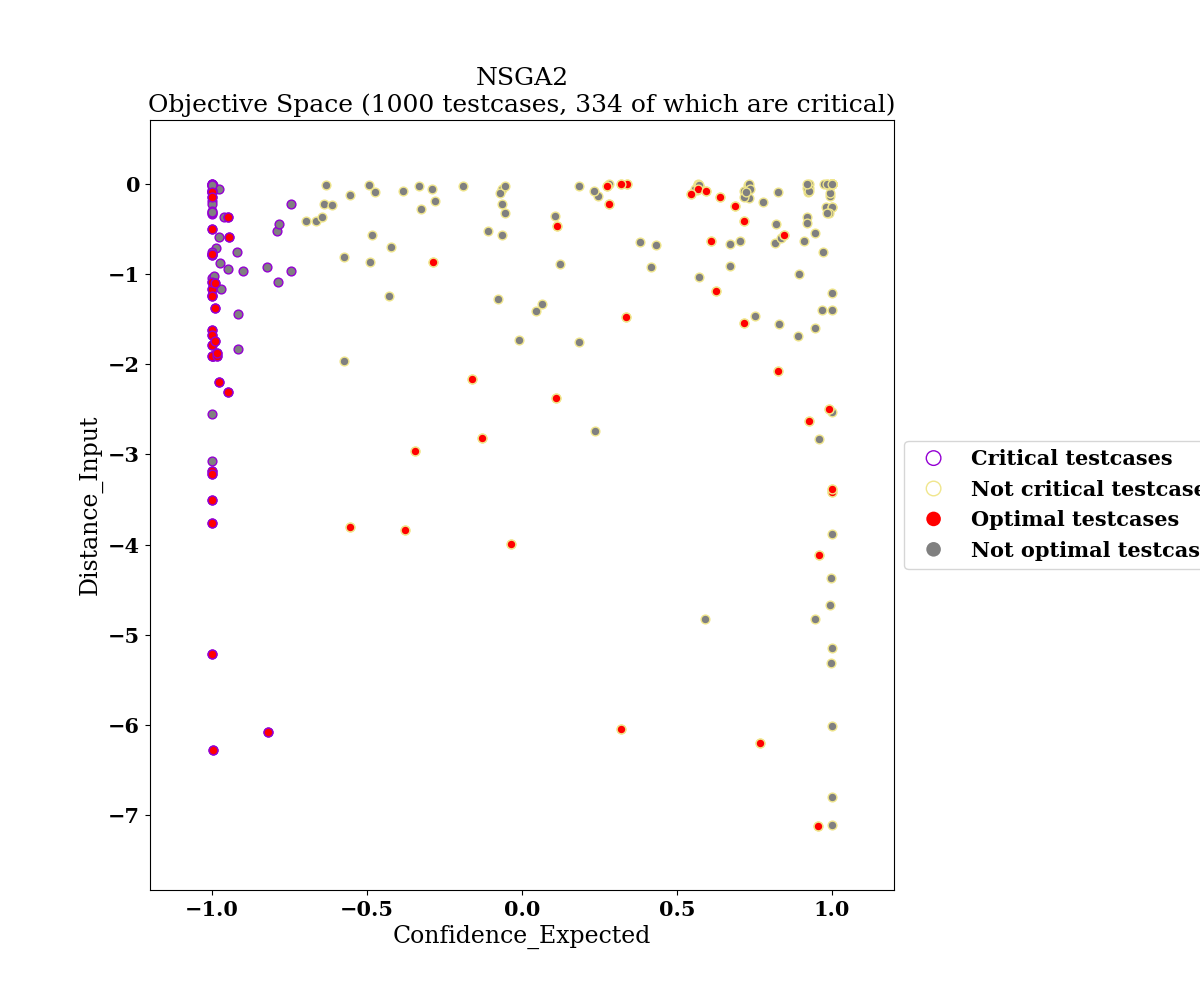 NSGA2
Objective Space (1000 testcases, 334 of which are critical)
0
−1
−2
−3
−4
−5
−6
−7
Distance_Input
−1.0
−0.5
0.0
0.5
1.0
Confidence_Expected
Critical testcases
Not critical testcase
Optimal testcases
Not optimal testcas